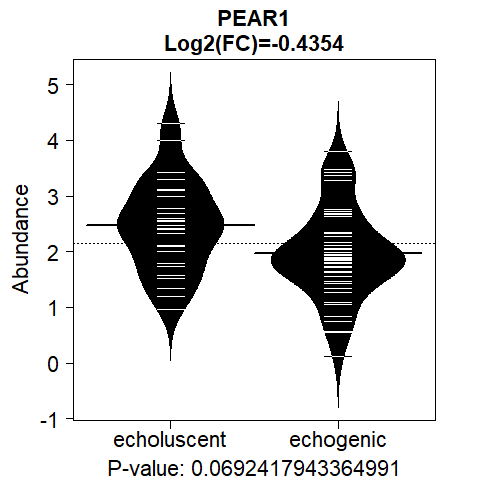 PEAR1
Log2(FC)=-0.4354
Abundance
5
4
3
2
1
0
-1
echoluscent echogenic
P-value: 0.0692417943364991